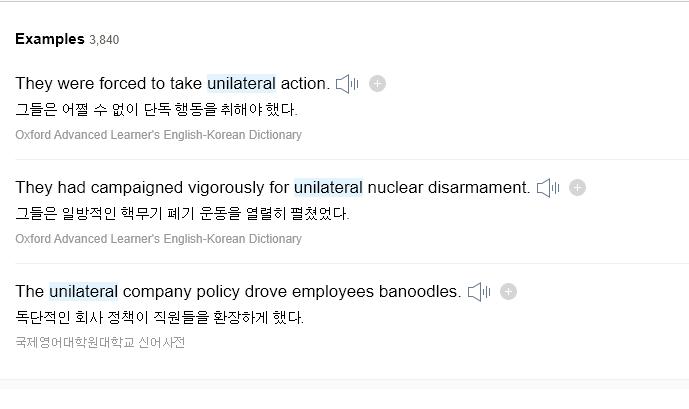 Examples 3,840
They were forced to take unilateral action.
그들은 어쩔 수 없이 단독 행동을 취해야 했다.
Oxford Advanced Learner's English-Korean Dictionary
They had campaigned vigorously for unilateral nuclear disarmament.
그들은 일방적인 핵무기 폐기 운동을 열렬히 펼쳤었다.
Oxford Advanced Learner's English-Korean Dictionary
The unilateral company policy drove employees banoodles.
독단적인 회사 정책이 직원들을 환장하게 했다.
국제영어대학원대학교 신어사전